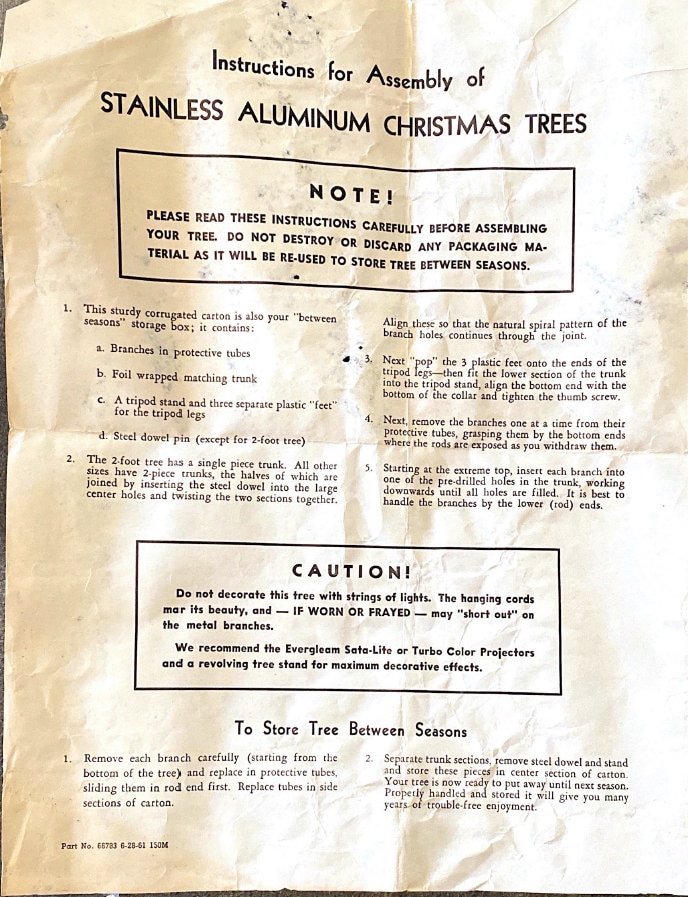 Instructions for Assembly of
STAINLESS ALUMINUM CHRISTMAS TREES
NOTE!
PLEASE READ THESE INSTRUCTIONS CAREFULLY BEFORE ASSEMBLING
YOUR TREE. DO NOT DESTROY OR DISCARD ANY PACKAGING MA-
TERIAL AS IT WILL BE RE-USED TO STORE TREE BETWEEN SEASONS.
1. This sturdy corrugated carton is also your "between
seasons" storage box; it contains:
a. Branches in protective tubes
b. Foil wrapped matching trunk
c. A tripod stand and three separate plastic "feet"
for the tripod legs
d. Steel dowel pin (except for 2-foot tree)
2. The 2-foot tree has a single piece trunk. All other
sizes have 2-piece trunks, the halves of which are
joined by inserting the steel dowel into the large
center holes and twisting the two sections together.
Align these so that the natural spiral pattern of the
branch holes continues through the joint.
3. Next "pop" the 3 plastic feet onto the ends of the
tripod legs—then fit the lower section of the trunk
into the tripod stand, align the bottom end with the
bottom of the collar and tighten the thumb screw.
4. Next, remove the branches one at a time from their
protective tubes, grasping them by the bottom ends
where the rods are exposed as you withdraw them.
5. Starting at the extreme top, insert each branch into
one of the pre-drilled holes in the trunk, working
downwards until all holes are filled. It is best to
handle the branches by the lower (rod) ends.
CAUTION!
Do not decorate this tree with strings of lights. The hanging cords
mar its beauty, and — IF WORN OR FRAYED — may "short out" on
the metal branches.
We recommend the Evergleam Sata-Lite or Turbo Color Projectors
and a revolving tree stand for maximum decorative effects.
To Store Tree Between Seasons
1. Remove each branch carefully (starting from the
bottom of the tree) and replace in protective tubes,
sliding them in rod end first. Replace tubes in side
sections of carton.
2. Separate trunk sections, remove steel dowel and stand
and store these pieces in center section of carton.
Your tree is now ready to put away until next season.
Properly handled and stored it will give you many
years of trouble-free enjoyment.
Part No. 66783 6-28-61 150M